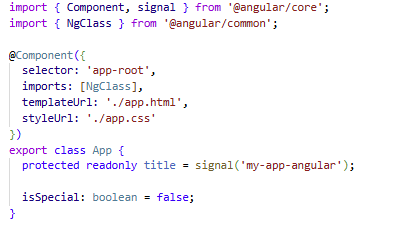 import { Component, signal } from '@angular/core';
import { NgClass } from '@angular/common';
@Component({
selector: 'app-root',
imports: [NgClass],
templateUrl: './app.html',
styleUrl: './app.css'
})
export class App {
protected readonly title = signal('my-app-angular');
isSpecial: boolean = false;
}